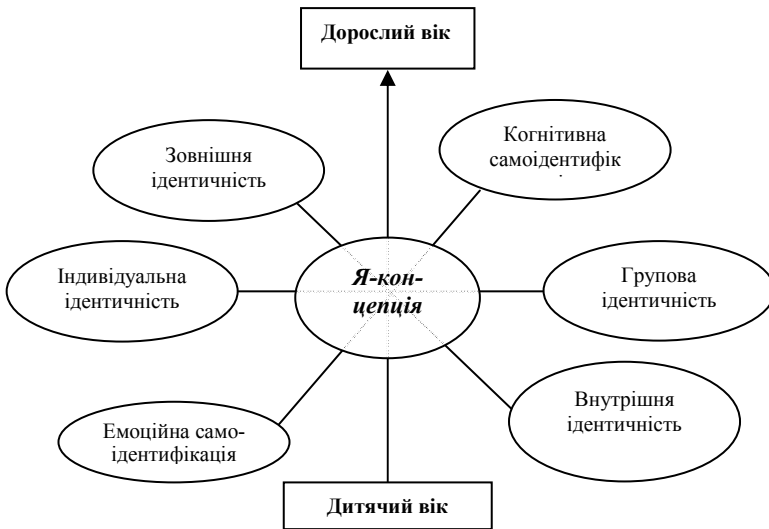 Дорослий вік
Зовнішня
ідентичність
Когнітивна
самоідентифік
Індивідуальна
ідентичність
Я-кон-
цепція
Групова
ідентичність
Емоційна само-
ідентифікація
Внутрішня
ідентичність
Дитячий вік